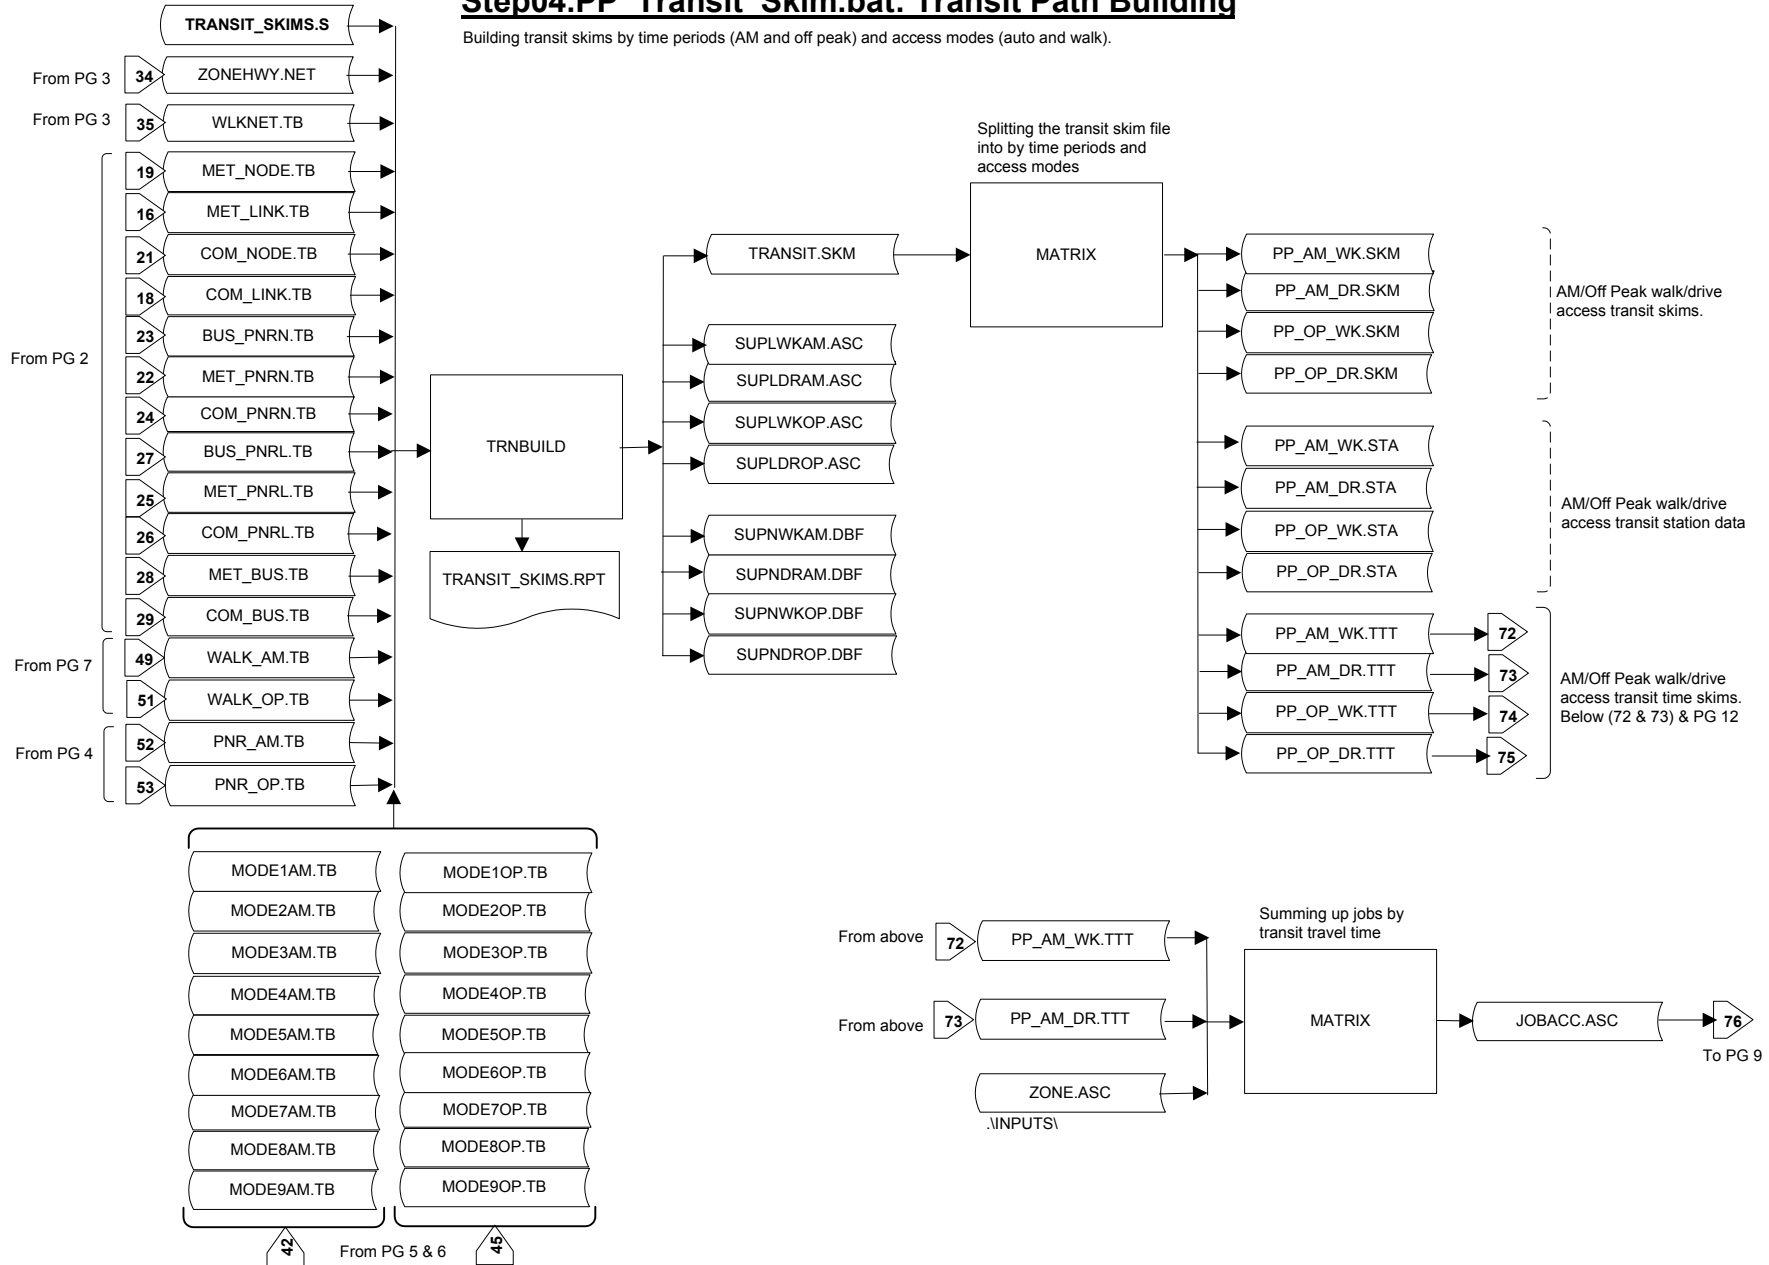 Step04.PP_Transit_Skim.bat: Transit Path Building
Building transit skims by time periods (AM and off peak) and access modes (auto and walk).
TRANSIT_SKIMS.S
From PG 3
34
ZONEHWY.NET
From PG 3
35
WLKNET.TB
From PG 2
19
MET_NODE.TB
16
MET_LINK.TB
21
COM_NODE.TB
18
COM_LINK.TB
23
BUS_PNRN.TB
22
MET_PNRN.TB
24
COM_PNRN.TB
27
BUS_PNRL.TB
25
MET_PNRL.TB
26
COM_PNRL.TB
28
MET_BUS.TB
29
COM_BUS.TB
From PG 7
49
WALK_AM.TB
51
WALK_OP.TB
From PG 4
52
PNR_AM.TB
53
PNR_OP.TB
TRNBUILD
TRANSIT_SKIMS.RPT
TRANSIT.SKM
SUPLWKAM.ASC
SUPLDRAM.ASC
SUPLWKOP.ASC
SUPLDROP.ASC
SUPNWKAM.DBF
SUPNDRAM.DBF
SUPNWKOP.DBF
SUPNDROP.DBF
Splitting the transit skim file
into by time periods and
access modes
MATRIX
PP_AM_WK.SKM
PP_AM_DR.SKM
PP_OP_WK.SKM
PP_OP_DR.SKM
AM/Off Peak walk/drive
access transit skims.
PP_AM_WK.STA
PP_AM_DR.STA
PP_OP_WK.STA
PP_OP_DR.STA
AM/Off Peak walk/drive
access transit station data
PP_AM_WK.TTT
72
PP_AM_DR.TTT
73
PP_OP_WK.TTT
74
PP_OP_DR.TTT
75
AM/Off Peak walk/drive
access transit time skims.
Below (72 & 73) & PG 12
MODE1AM.TB
MODE2AM.TB
MODE3AM.TB
MODE4AM.TB
MODE5AM.TB
MODE6AM.TB
MODE7AM.TB
MODE8AM.TB
MODE9AM.TB
MODE1OP.TB
MODE2OP.TB
MODE3OP.TB
MODE4OP.TB
MODE5OP.TB
MODE6OP.TB
MODE7OP.TB
MODE8OP.TB
MODE9OP.TB
42
From PG 5 & 6
45
From above
72
PP_AM_WK.TTT
From above
73
PP_AM_DR.TTT
ZONE.ASC
.\INPUTS\
Summing up jobs by
transit travel time
MATRIX
JOBACC.ASC
76
To PG 9